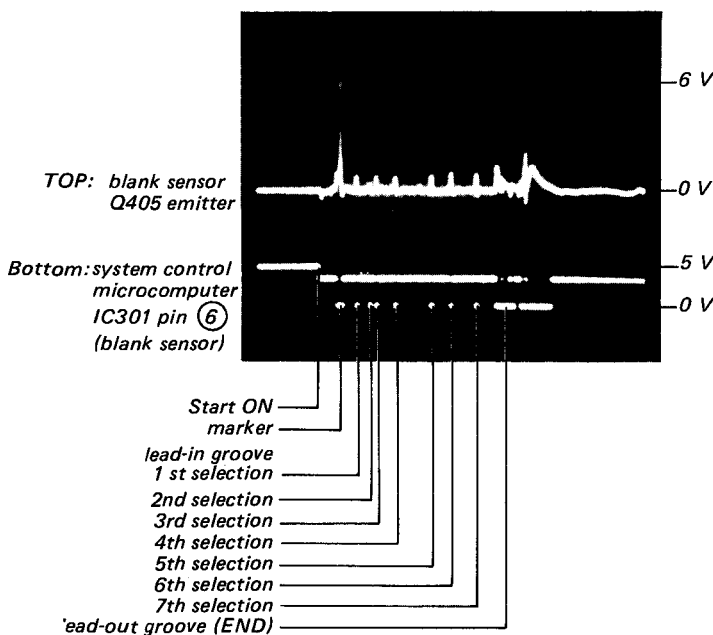 6 V
TOP: blank sensor
Q405 emitter
0 V
5 V
Bottom: system control
microcomputer
IC301 pin ⑥
(blank sensor)
0 V
Start ON
marker
lead-in groove
1 st selection
2nd selection
3rd selection
4th selection
5th selection
6th selection
7th selection
'ead-out groove (END)